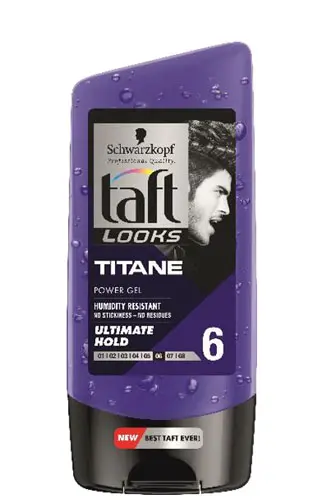 Schwarzkopf
Professional Quality.
taft
LOOKS
TITANE
POWER GEL
HUMIDITY RESISTANT
NO STICKINESS – NO RESIDUES
ULTIMATE
HOLD
6
01|02|03|04|05|06|07|08
NEW BEST TAFT EVER!